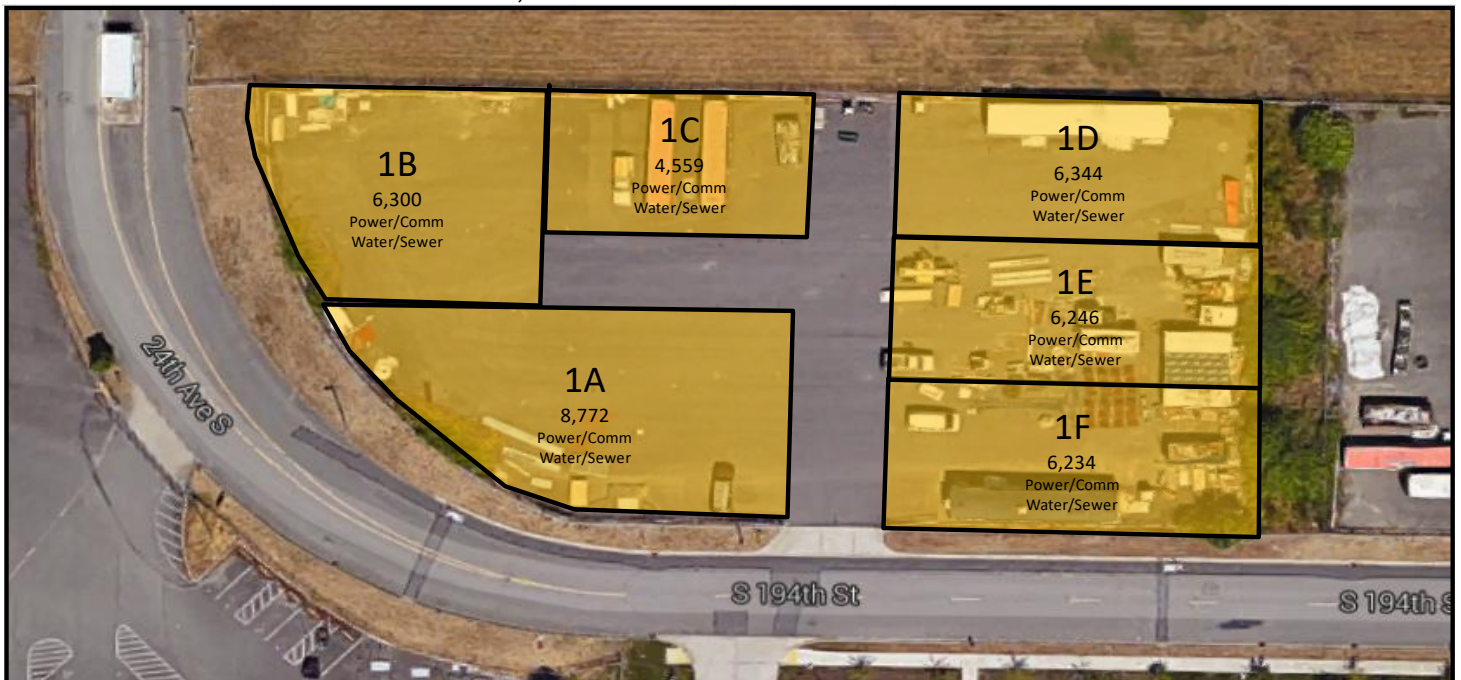 1B
6,300
Power/Comm
Water/Sewer
1C
4,559
Power/Comm
Water/Sewer
1D
6,344
Power/Comm
Water/Sewer
1E
6,246
Power/Comm
Water/Sewer
1A
8,772
Power/Comm
Water/Sewer
1F
6,234
Power/Comm
Water/Sewer
24th Ave S
S 194th St
S 194th S